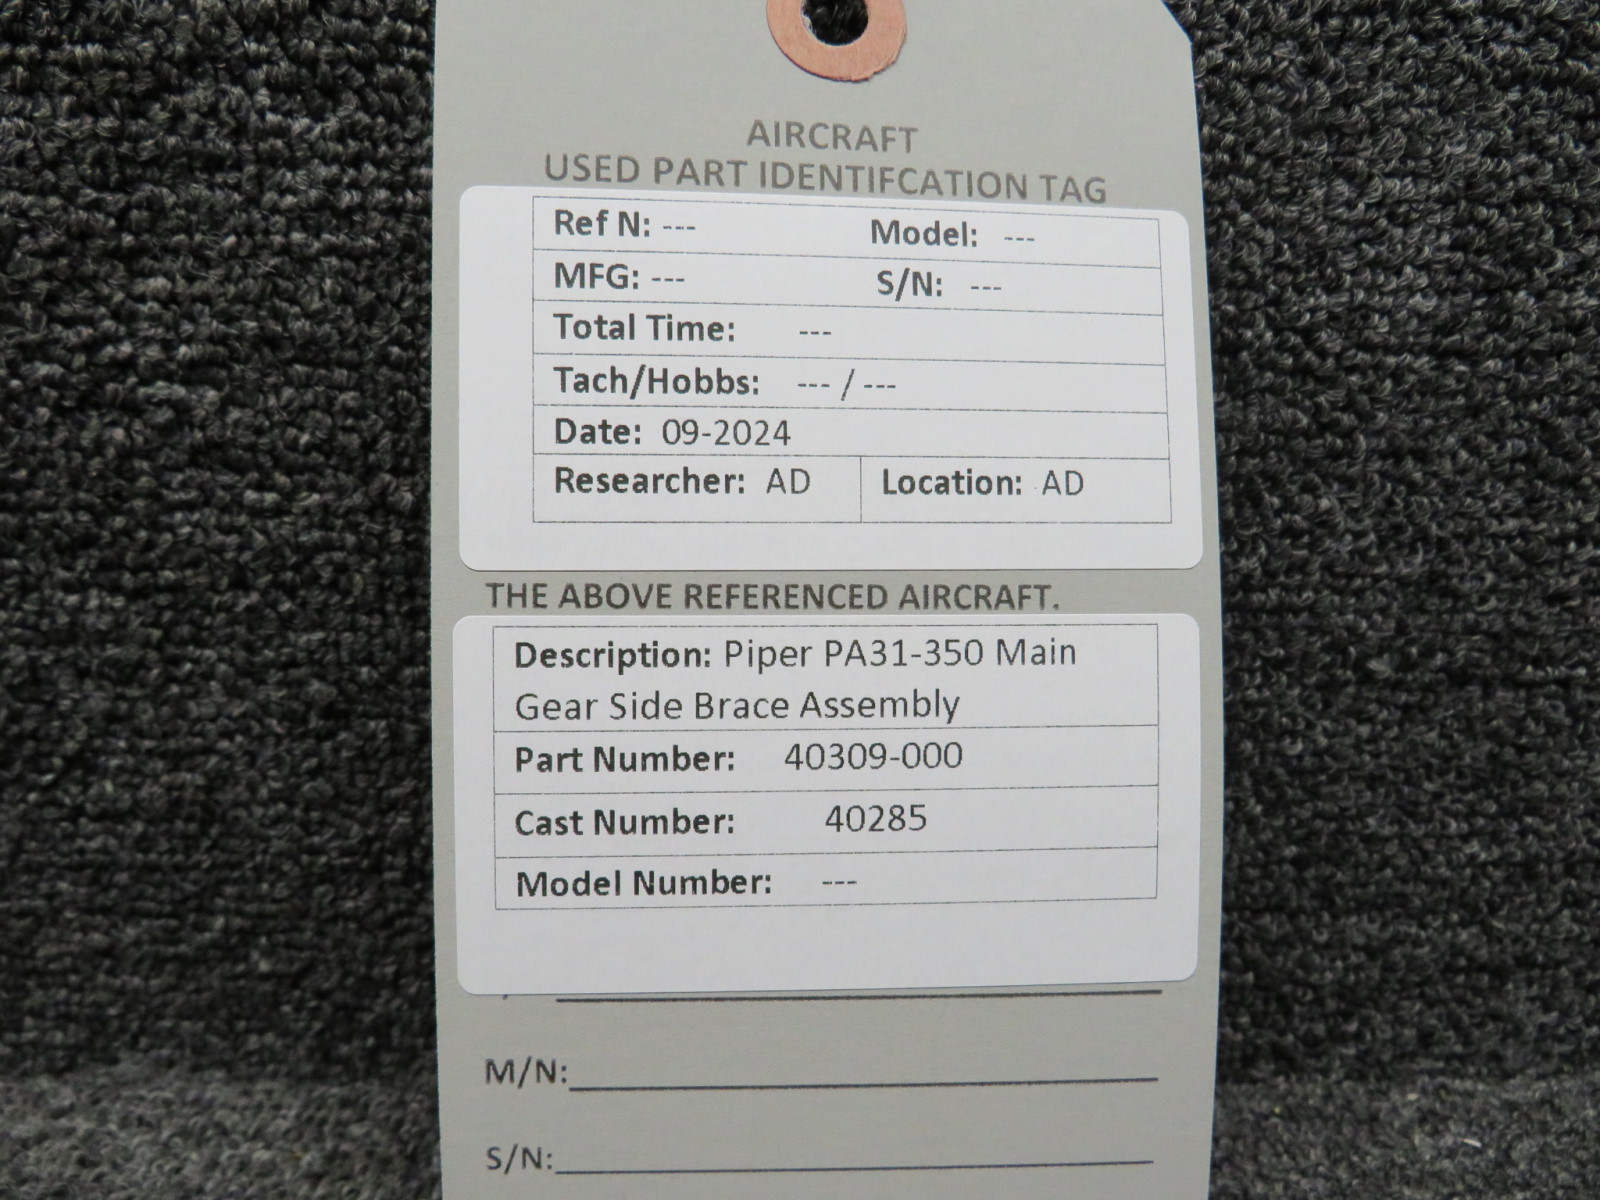 AIRCRAFT
USED PART IDENTIFCATION TAG
Ref N: --- Model: ---
MFG: --- S/N: ---
Total Time: ---
Tach/Hobbs: --- / ---
Date: 09-2024
Researcher: AD Location: AD
THE ABOVE REFERENCED AIRCRAFT.
Description: Piper PA31-350 Main
Gear Side Brace Assembly
Part Number: 40309-000
Cast Number: 40285
Model Number: ---
M/N:
S/N: